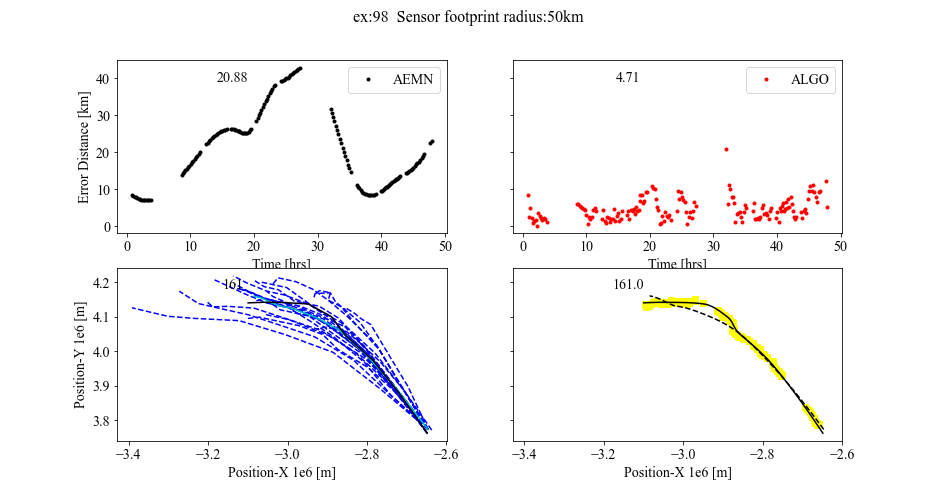 ex:98  Sensor footprint radius:50km
20.88
AEMN
4.71
ALGO
Error Distance [km]
40
30
20
10
0
0 10 20 30 40 50
0 10 20 30 40 50
Time [hrs]
Time [hrs]
161
161.0
Position-Y 1e6 [m]
4.2
4.1
4.0
3.9
3.8
−3.4 −3.2 −3.0 −2.8 −2.6
−3.4 −3.2 −3.0 −2.8 −2.6
Position-X 1e6 [m]
Position-X 1e6 [m]